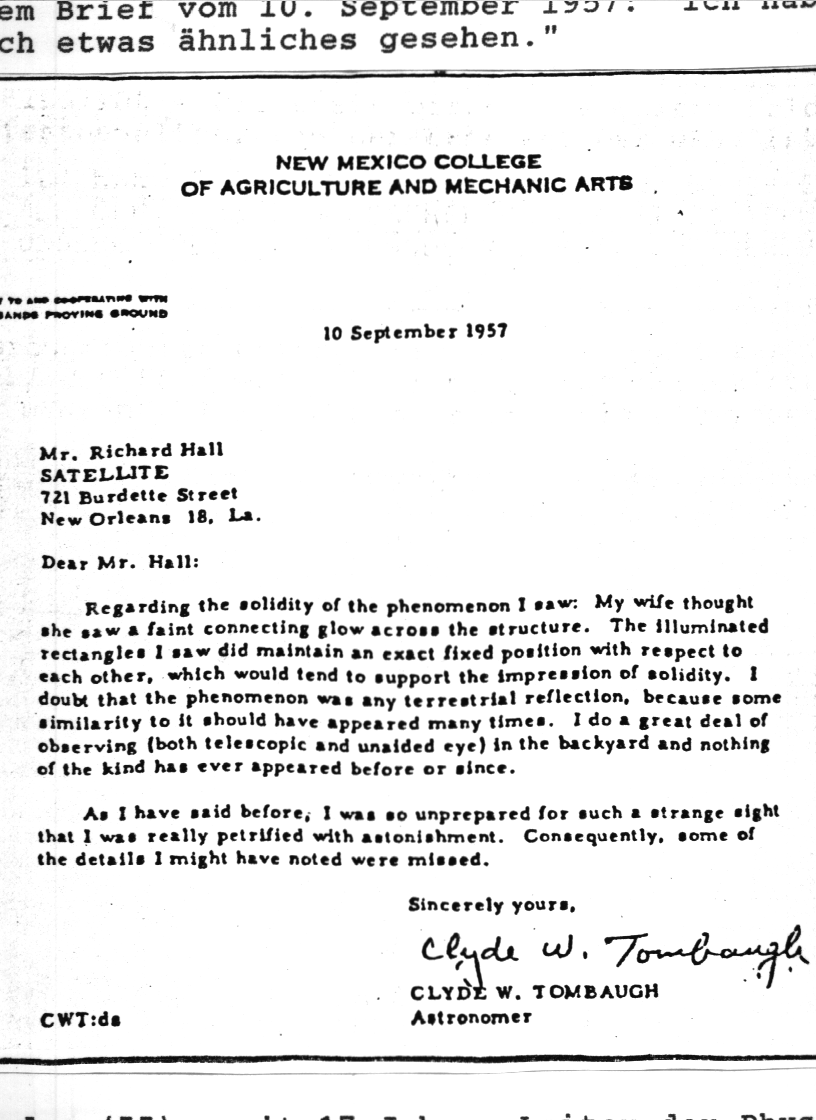 em Brief vom 10. September 1957: "Ich hab
ch etwas ähnliches gesehen."
NEW MEXICO COLLEGE
OF AGRICULTURE AND MECHANIC ARTS
TO AND COOPERATING WITH
SANDS PROVING GROUND
10 September 1957
Mr. Richard Hall
SATELLITE
721 Burdette Street
New Orleans 18, La.
Dear Mr. Hall:
Regarding the solidity of the phenomenon I saw: My wife thought
she saw a faint connecting glow across the structure. The illuminated
rectangles I saw did maintain an exact fixed position with respect to
each other, which would tend to support the impression of solidity. I
doubt that the phenomenon was any terrestrial reflection, because some
similarity to it should have appeared many times. I do a great deal of
observing (both telescopic and unaided eye) in the backyard and nothing
of the kind has ever appeared before or since.
As I have said before, I was so unprepared for such a strange sight
that I was really petrified with astonishment. Consequently, some of
the details I might have noted were missed.
Sincerely yours,
Clyde W. Tombaugh
CLYDE W. TOMBAUGH
CWT:ds
Astronomer